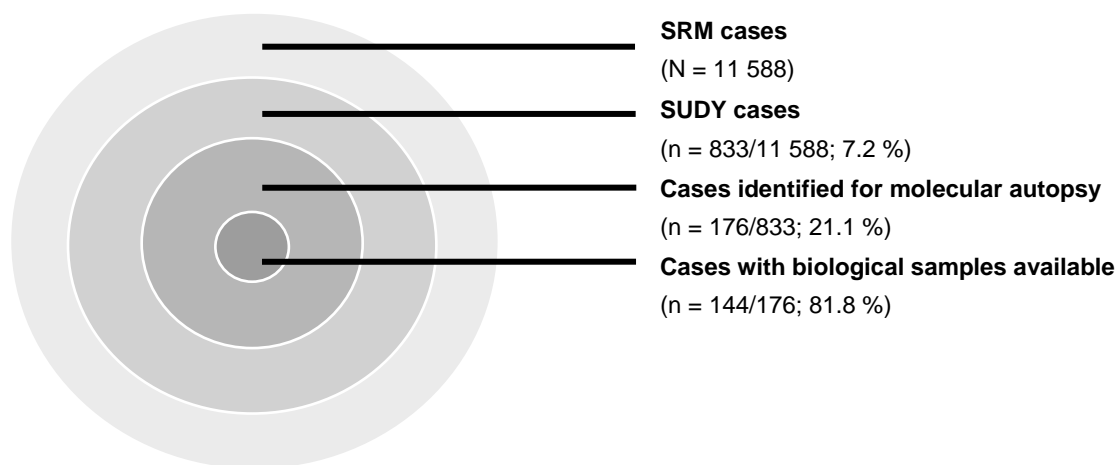 SRM cases
(N = 11 588)
SUDY cases
(n = 833/11 588; 7.2 %)
Cases identified for molecular autopsy
(n = 176/833; 21.1 %)
Cases with biological samples available
(n = 144/176; 81.8 %)